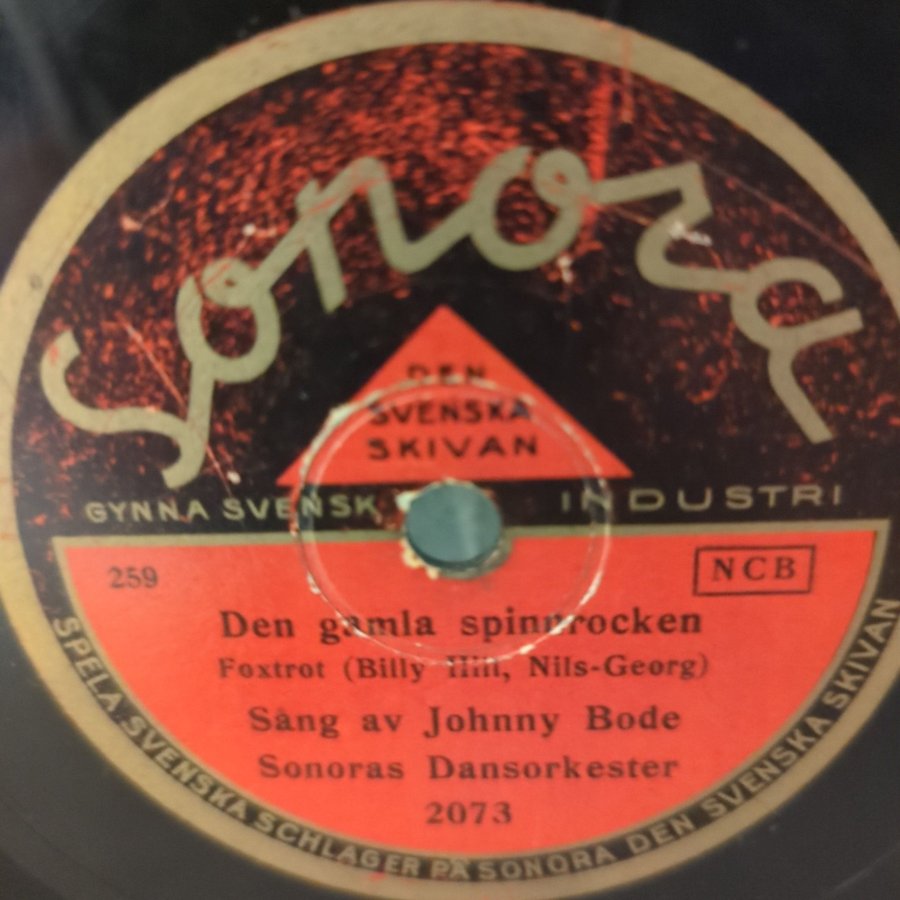 Sonora
DEN
SVENSKA
SKIVAN
GYNNA SVENSK INDUSTRI
259
NCB
Den gamla spinnrocken
Foxtrot (Billy Hill, Nils-Georg)
Sång av Johnny Bode
Sonoras Dansorkester
2073
SPELA SVENSKA SCHLAGER PÅ SONORA DEN SVENSKA SKIVAN